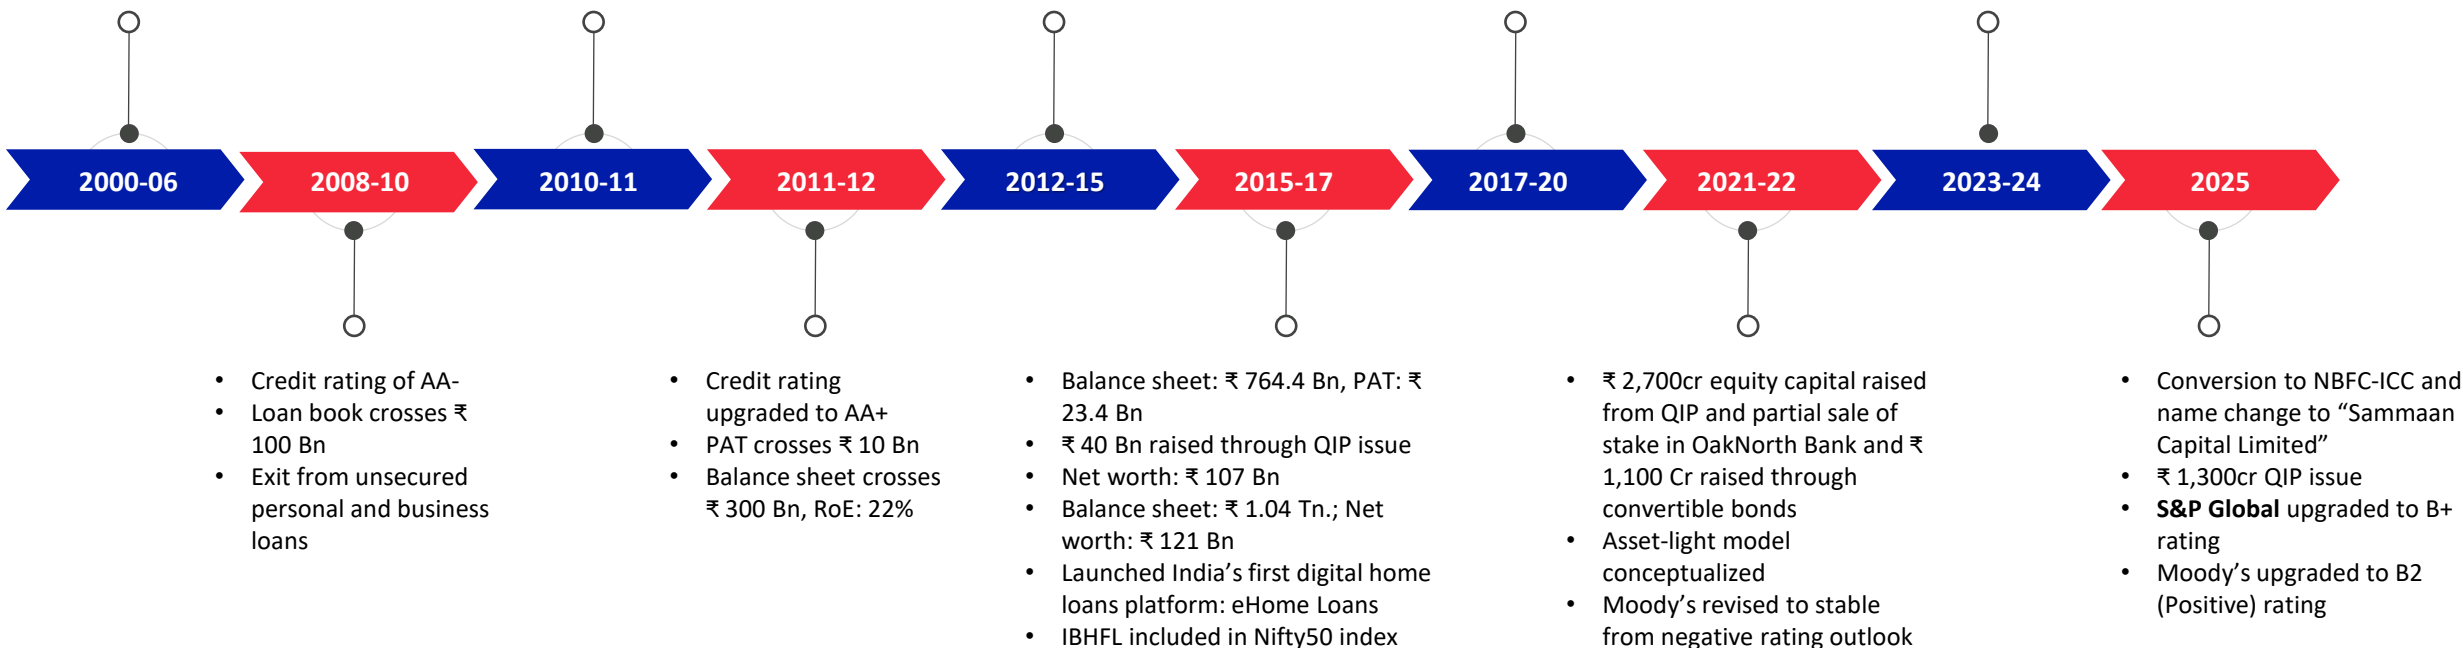 2000-06
2008-10
2010-11
2011-12
2012-15
2015-17
2017-20
2021-22
2023-24
2025
• Credit rating of AA-
• Loan book crosses ₹
100 Bn
• Exit from unsecured
personal and business
loans
• Credit rating
upgraded to AA+
• PAT crosses ₹ 10 Bn
• Balance sheet crosses
₹ 300 Bn, RoE: 22%
• Balance sheet: ₹ 764.4 Bn, PAT: ₹
23.4 Bn
• ₹ 40 Bn raised through QIP issue
• Net worth: ₹ 107 Bn
• Balance sheet: ₹ 1.04 Tn.; Net
worth: ₹ 121 Bn
• Launched India’s first digital home
loans platform: eHome Loans
• IBHFL included in Nifty50 index
• ₹ 2,700cr equity capital raised
from QIP and partial sale of
stake in OakNorth Bank and ₹
1,100 Cr raised through
convertible bonds
• Asset-light model
conceptualized
• Moody’s revised to stable
from negative rating outlook
• Conversion to NBFC-ICC and
name change to “Sammaan
Capital Limited”
• ₹ 1,300cr QIP issue
• S&P Global upgraded to B+
rating
• Moody’s upgraded to B2
(Positive) rating